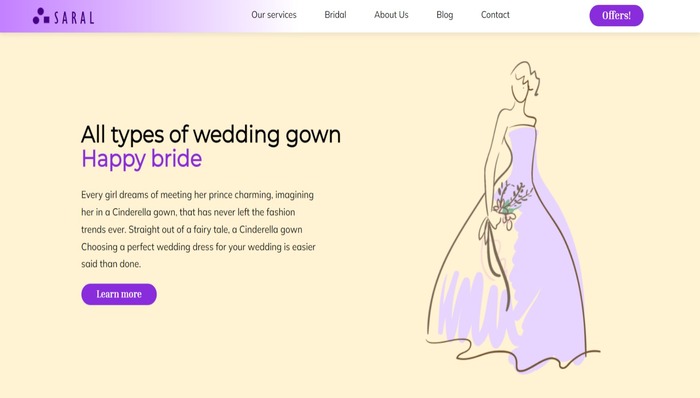 SARAL
Our services
Bridal
About Us
Blog
Contact
Offers!
All types of wedding gown
Happy bride
Every girl dreams of meeting her prince charming, imagining
her in a Cinderella gown, that has never left the fashion
trends ever. Straight out of a fairy tale, a Cinderella gown
Choosing a perfect wedding dress for your wedding is easier
said than done.
Learn more